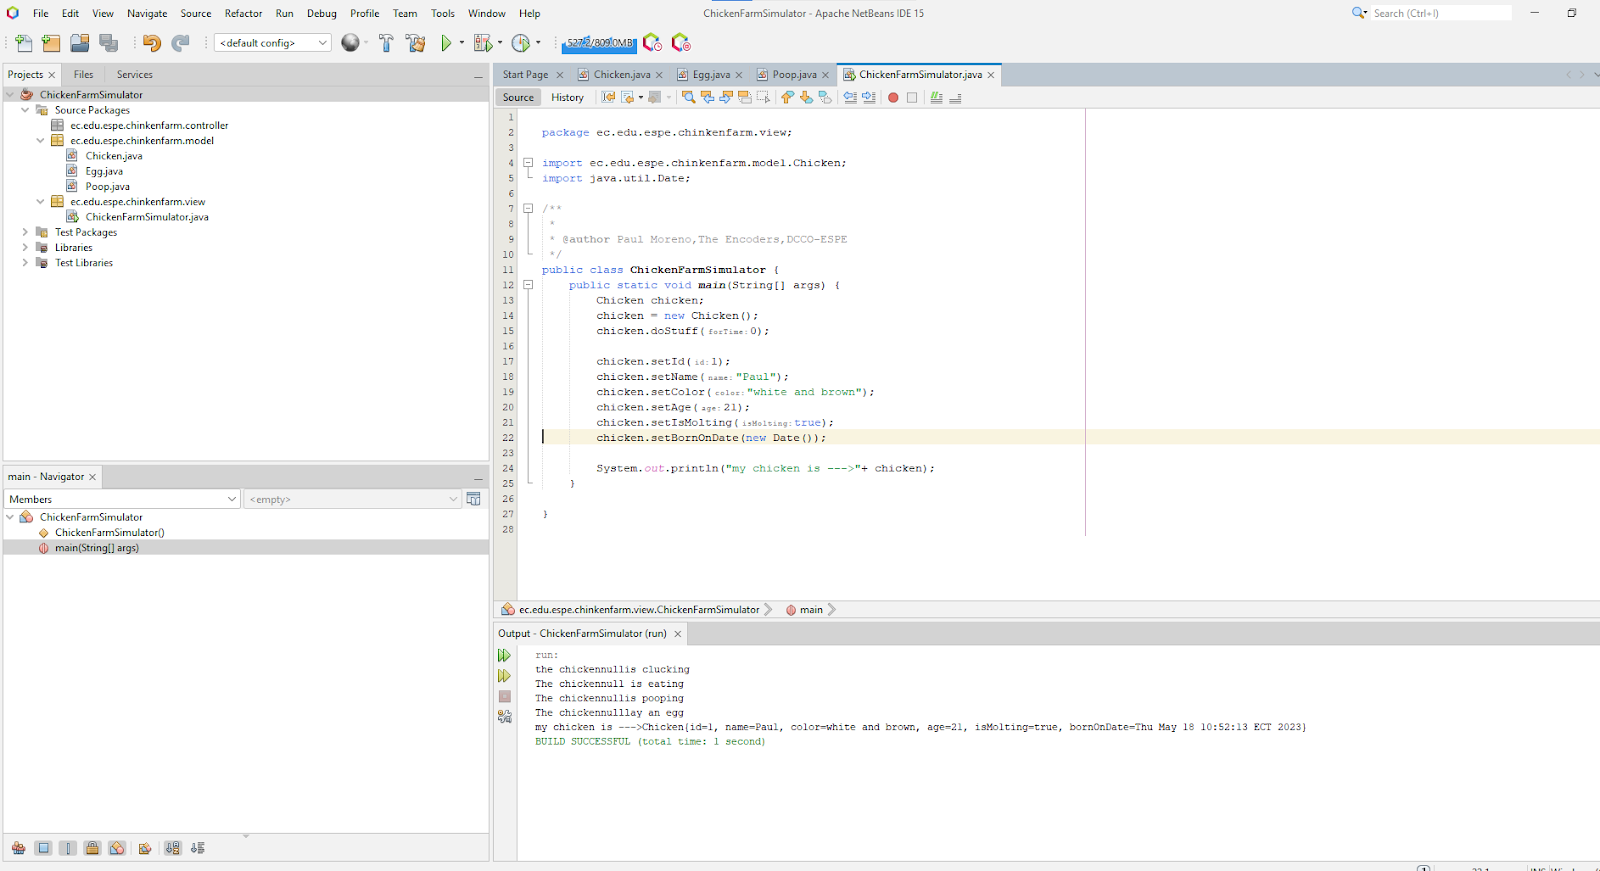 File Edit View Navigate Source Refactor Run Debug Profile Team Tools Window Help
ChickenFarmSimulator - Apache NetBeans IDE 15
Search (Ctrl+I)
<default config>
527.2/809.0MB
Projects
Files
Services
ChickenFarmSimulator
Source Packages
ec.edu.espe.chinkenfarm.controller
ec.edu.espe.chinkenfarm.model
Chicken.java
Egg.java
Poop.java
ec.edu.espe.chinkenfarm.view
ChickenFarmSimulator.java
Test Packages
Libraries
Test Libraries
main - Navigator
Members
<empty>
ChickenFarmSimulator
ChickenFarmSimulator()
main(String[] args)
Start Page
Chicken.java
Egg.java
Poop.java
ChickenFarmSimulator.java
Source
History
1
2 package ec.edu.espe.chinkenfarm.view;
3
4 import ec.edu.espe.chinkenfarm.model.Chicken;
5 import java.util.Date;
6
7 /**
8 *
9 * @author Paul Moreno,The Encoders,DCCO-ESPE
10 */
11 public class ChickenFarmSimulator {
12 public static void main(String[] args) {
13 Chicken chicken;
14 chicken = new Chicken();
15 chicken.doStuff( forTime: 0);
16
17 chicken.setId( id: 1);
18 chicken.setName( name: "Paul");
19 chicken.setColor( color: "white and brown");
20 chicken.setAge( age: 21);
21 chicken.setIsMolting( isMolting: true);
22 chicken.setBornOnDate(new Date());
23
24 System.out.println("my chicken is --->"+ chicken);
25 }
26
27 }
28
ec.edu.espe.chinkenfarm.view.ChickenFarmSimulator
main
Output - ChickenFarmSimulator (run)
run:
the chickennullis clucking
The chickennull is eating
The chickennullis pooping
The chickennulllay an egg
my chicken is --->Chicken{id=1, name=Paul, color=white and brown, age=21, isMolting=true, bornOnDate=Thu May 18 10:52:13 ECT 2023}
BUILD SUCCESSFUL (total time: 1 second)